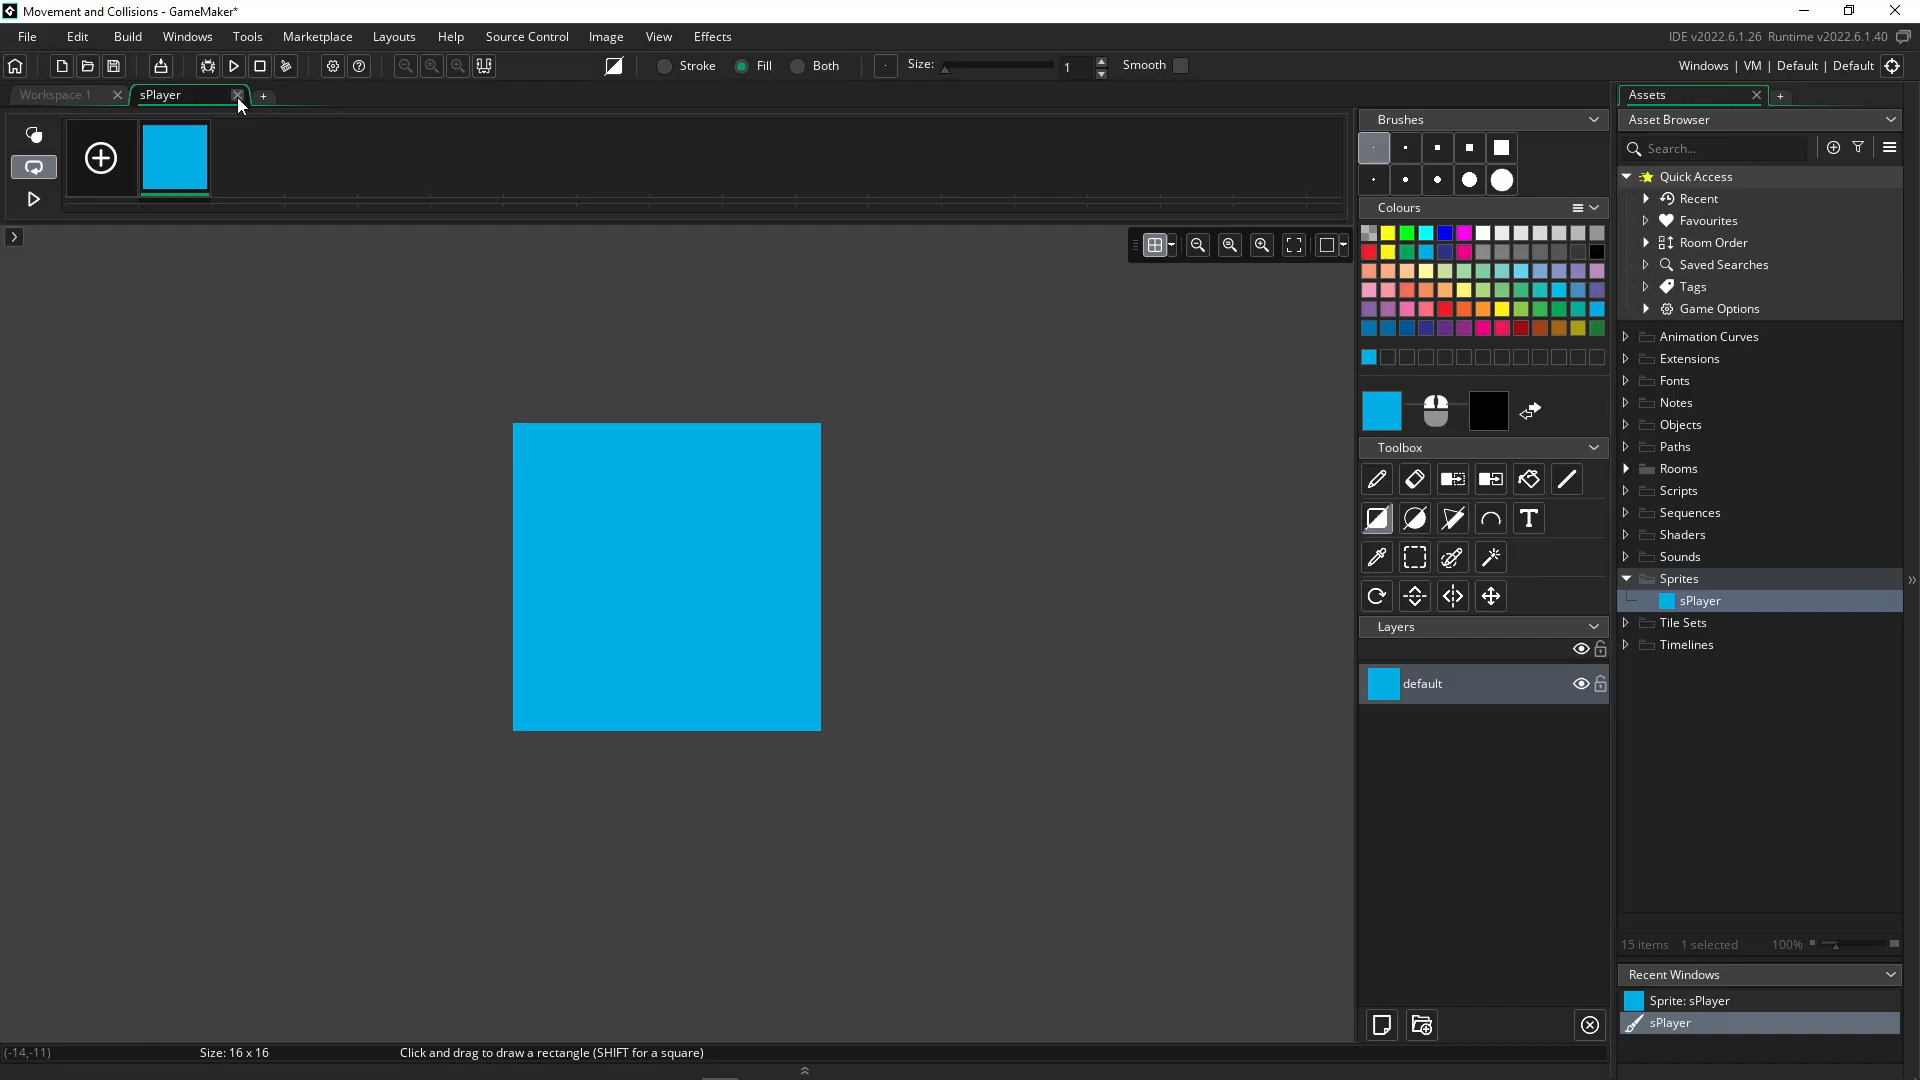 Movement and Collisions - GameMaker*
File Edit Build Windows Tools Marketplace Layouts Help Source Control Image View Effects
IDE v2022.6.1.26 Runtime v2022.6.1.40
Stroke Fill Both Size: 1 Smooth
Windows | VM | Default | Default
Workspace 1 sPlayer
Brushes
Colours
Toolbox
T
Layers
default
Assets
Asset Browser
Search...
Quick Access
Recent
Favourites
Room Order
Saved Searches
Tags
Game Options
Animation Curves
Extensions
Fonts
Notes
Objects
Paths
Rooms
Scripts
Sequences
Shaders
Sounds
Sprites
sPlayer
Tile Sets
Timelines
15 items 1 selected 100%
Recent Windows
Sprite: sPlayer
sPlayer
(-14,-11) Size: 16 x 16 Click and drag to draw a rectangle (SHIFT for a square)